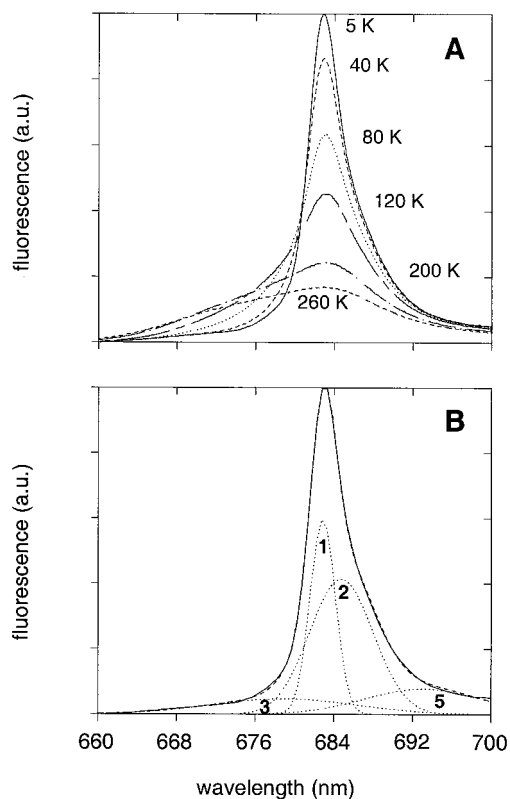 A
5 K
40 K
80 K
120 K
200 K
260 K
fluorescence (a.u.)
B
1
2
3
5
fluorescence (a.u.)
660 668 676 684 692 700
wavelength (nm)